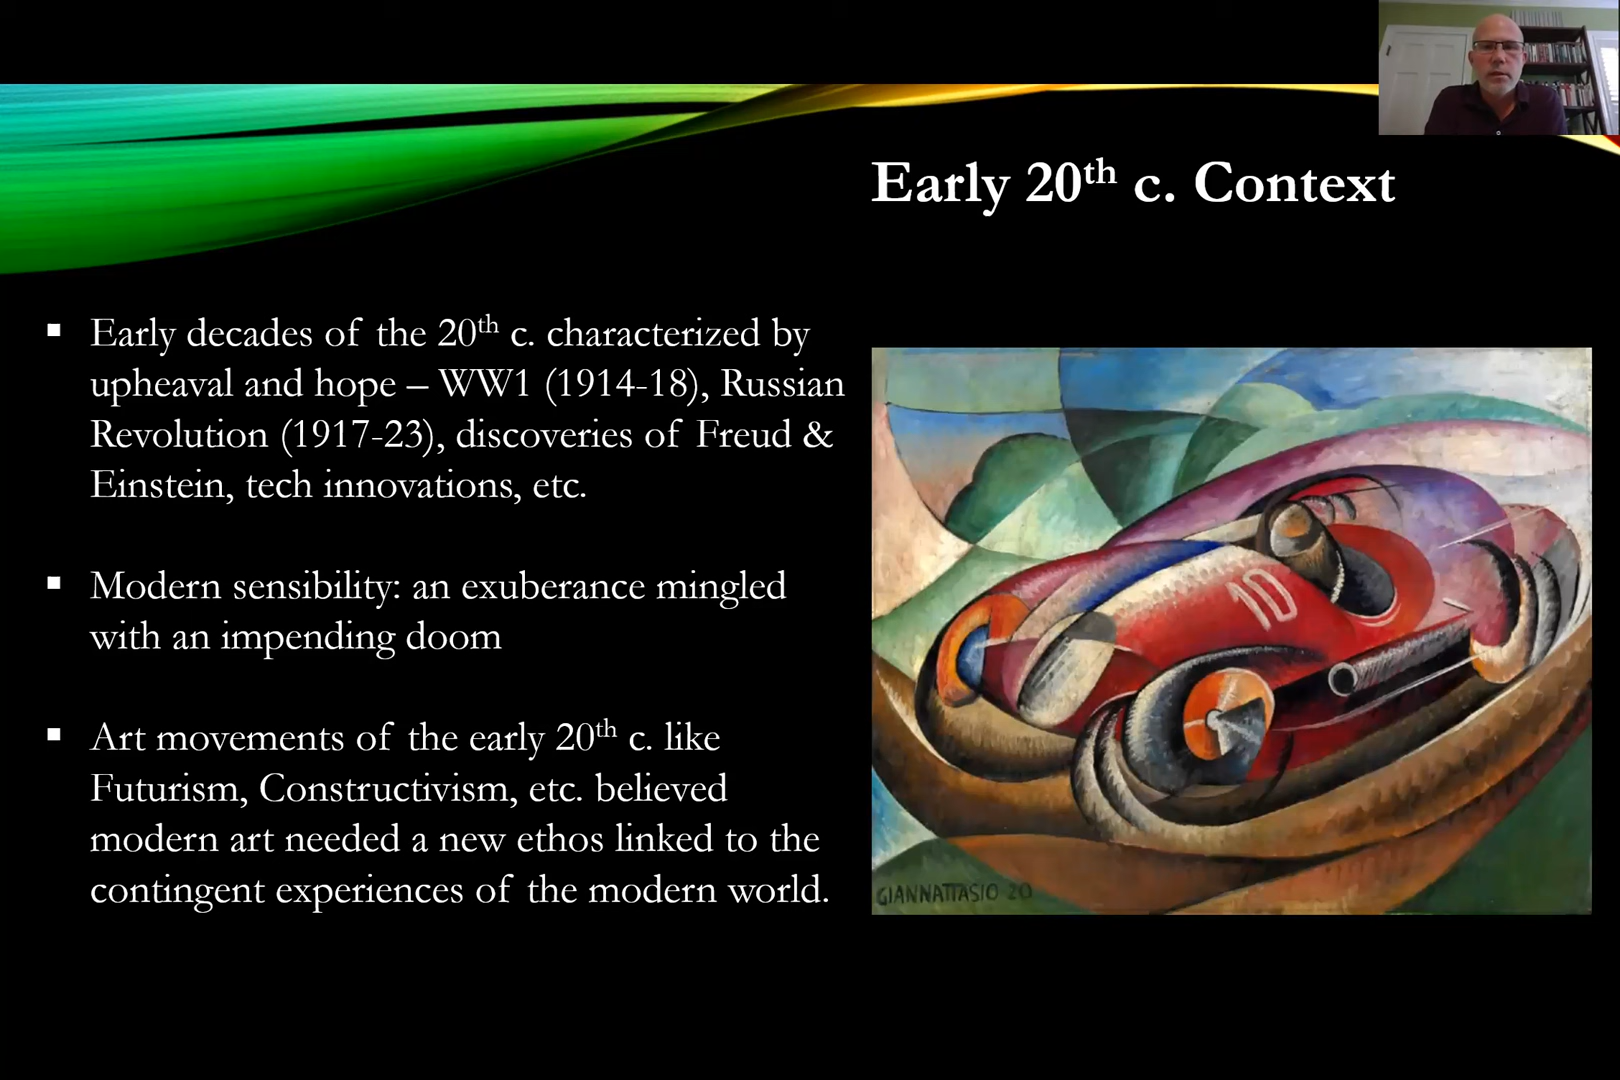 Early 20th c. Context
Early decades of the 20th c. characterized by
upheaval and hope – WW1 (1914-18), Russian
Revolution (1917-23), discoveries of Freud &
Einstein, tech innovations, etc.
Modern sensibility: an exuberance mingled
with an impending doom
Art movements of the early 20th c. like
Futurism, Constructivism, etc. believed
modern art needed a new ethos linked to the
contingent experiences of the modern world.
10
GIANNATTASIO 20